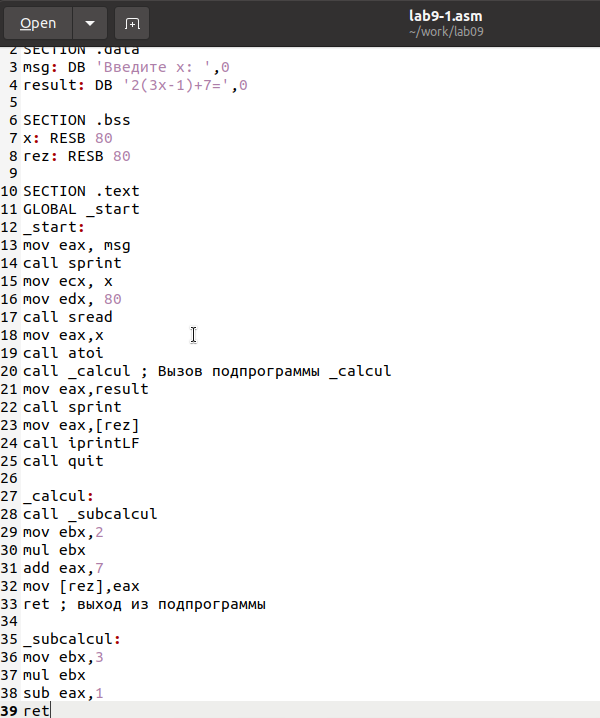 Open
lab9-1.asm
~/work/lab09
2 SECTION .data
3 msg: DB 'Введите x: ',0
4 result: DB '2(3x-1)+7=',0
5
6 SECTION .bss
7 x: RESB 80
8 rez: RESB 80
9
10 SECTION .text
11 GLOBAL _start
12 _start:
13 mov eax, msg
14 call sprint
15 mov ecx, x
16 mov edx, 80
17 call sread
18 mov eax,x
19 call atoi
20 call _calcul ; Вызов подпрограммы _calcul
21 mov eax,result
22 call sprint
23 mov eax,[rez]
24 call iprintLF
25 call quit
26
27 _calcul:
28 call _subcalcul
29 mov ebx,2
30 mul ebx
31 add eax,7
32 mov [rez],eax
33 ret ; выход из подпрограммы
34
35 _subcalcul:
36 mov ebx,3
37 mul ebx
38 sub eax,1
39 ret